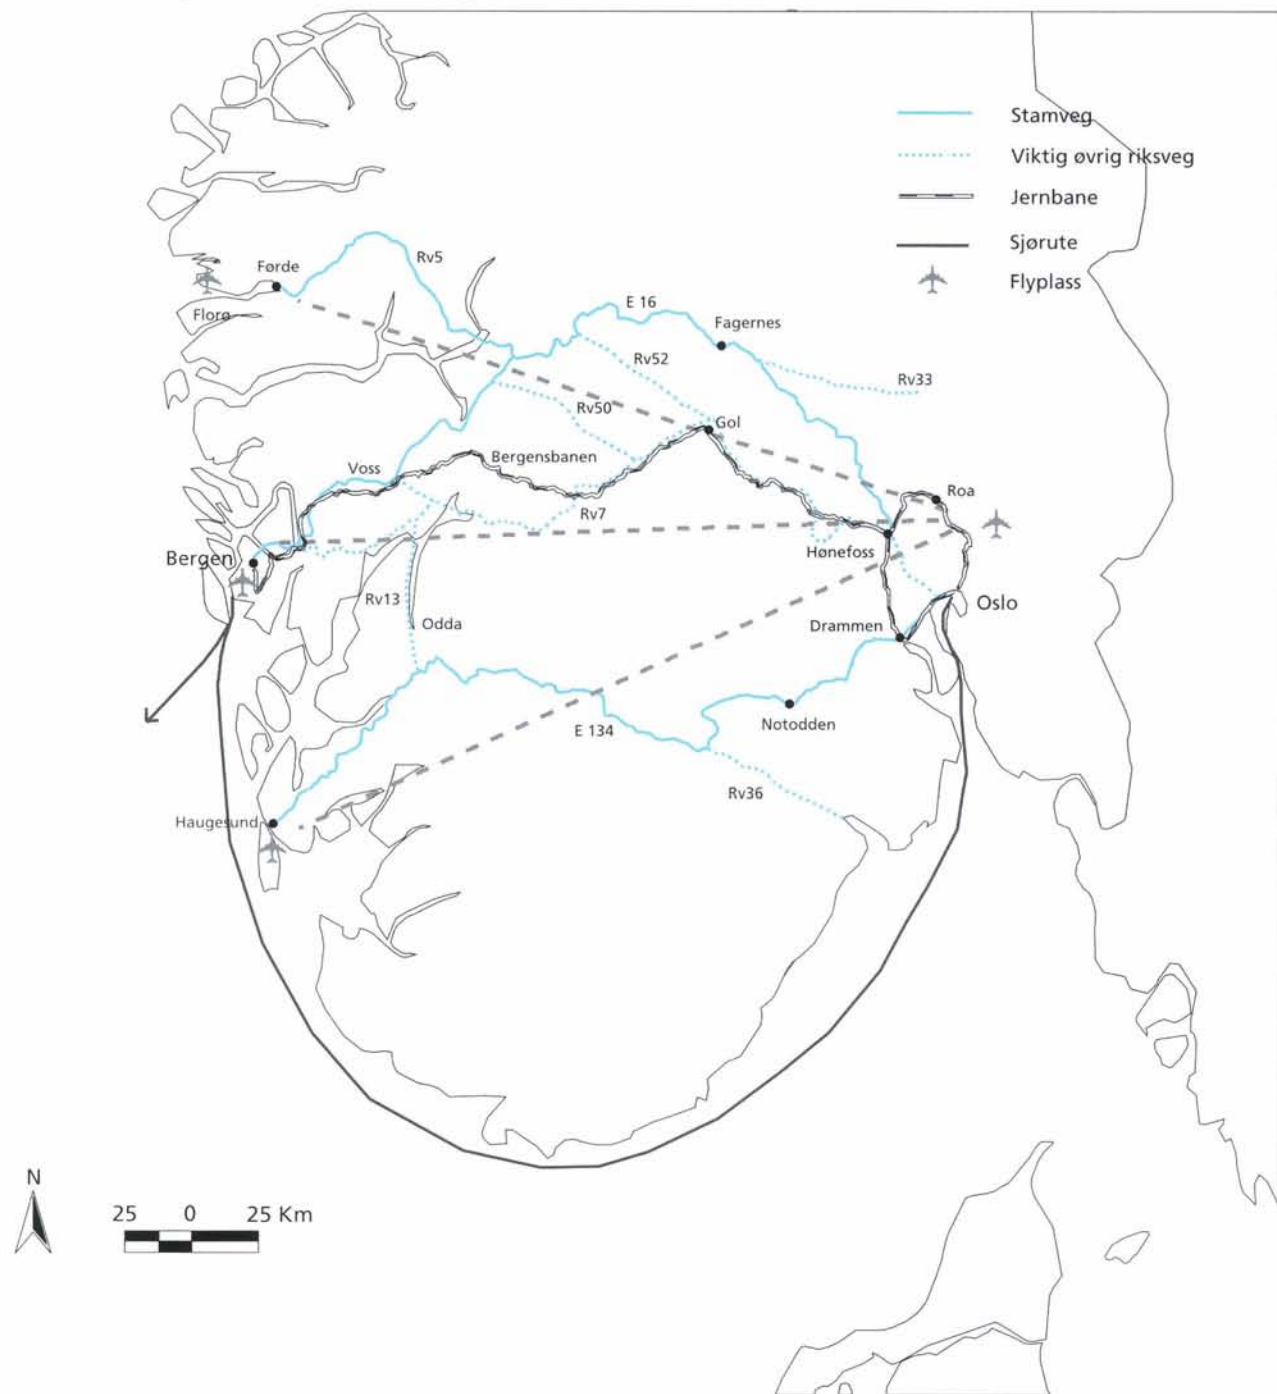 Stamveg
Viktig øvrig riksveg
Jernbane
Sjørute
Flyplass
Førde
Rv5
Florø
E 16
Fagernes
Rv52
Rv33
Rv50
Gol
Voss
Bergensbanen
Roa
Rv7
Bergen
Hønefoss
Rv13
Odda
Oslo
Drammen
Notodden
E 134
Rv36
Haugesund
N
25 0 25 Km